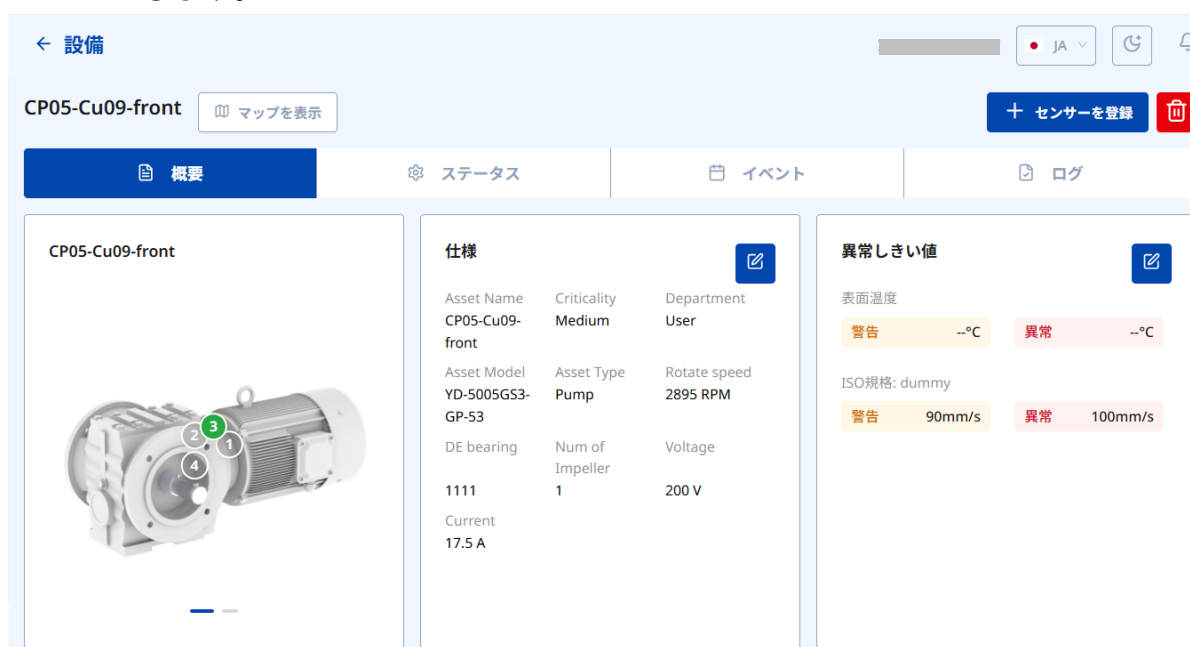 設備
JA
CP05-Cu09-front
マップを表示
センサーを登録
概要
ステータス
イベント
ログ
CP05-Cu09-front
2
3
1
4
仕様
Asset Name
CP05-Cu09-
front
Criticality
Medium
Department
User
Asset Model
YD-5005GS3-
GP-53
Asset Type
Pump
Rotate speed
2895 RPM
DE bearing
1111
Num of
Impeller
1
Voltage
200 V
Current
17.5 A
異常しきい値
表面温度
警告 --°C 異常 --°C
ISO規格: dummy
警告 90mm/s 異常 100mm/s